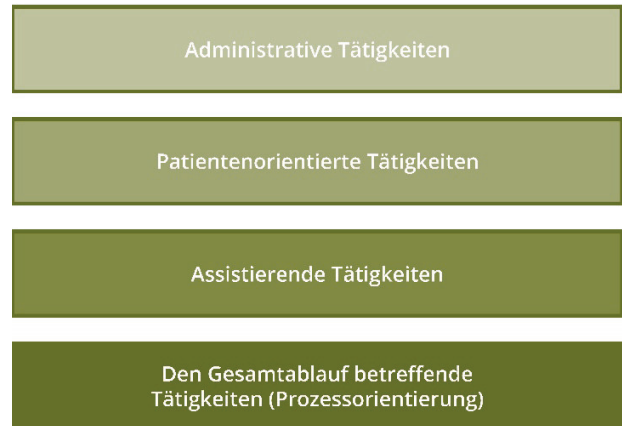 Administrative Tätigkeiten
Patientenorientierte Tätigkeiten
Assistierende Tätigkeiten
Den Gesamtablauf betreffende
Tätigkeiten (Prozessorientierung)